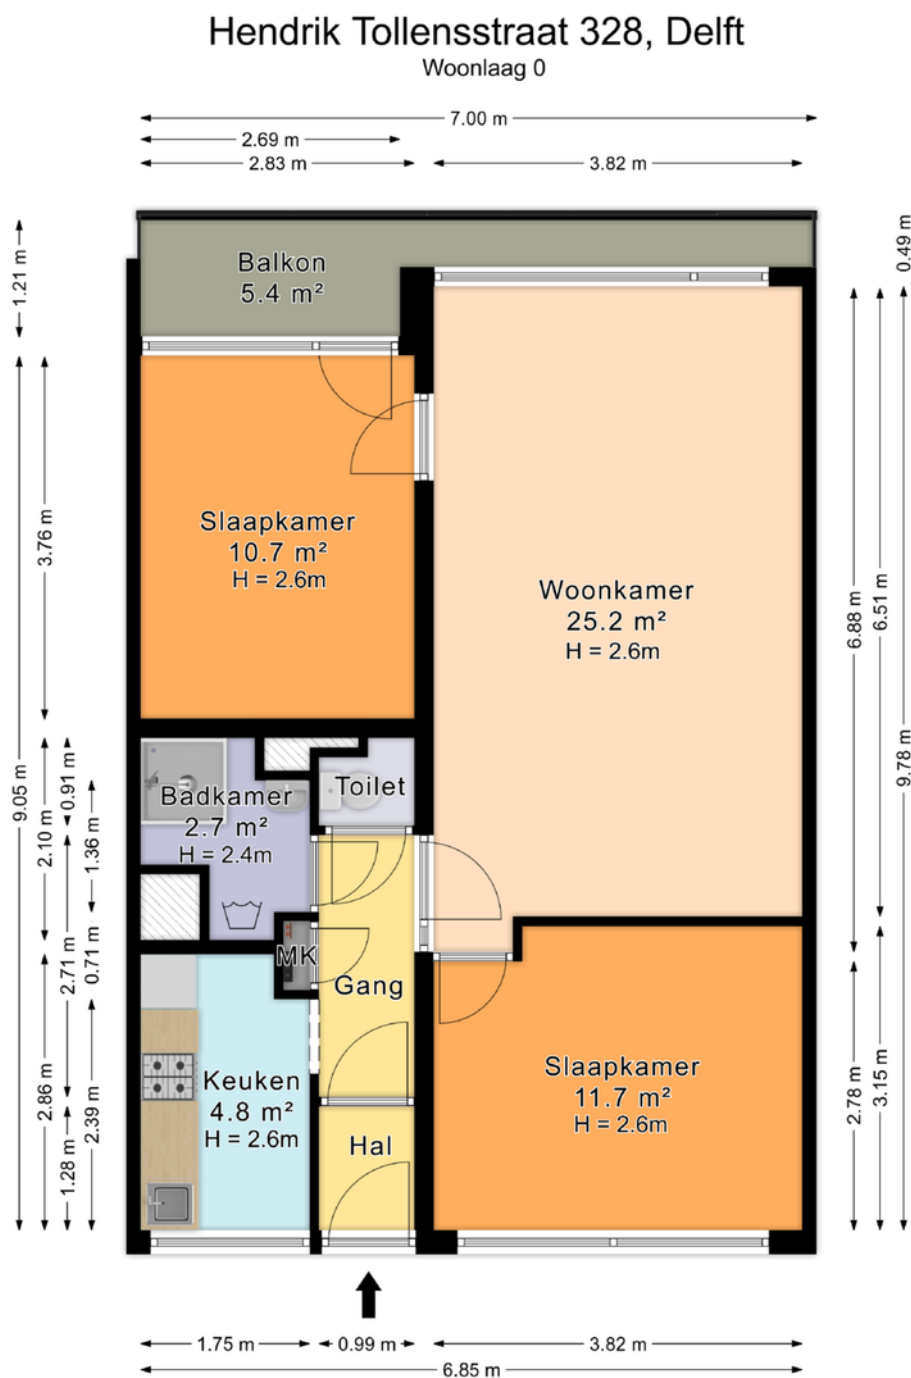 Hendrik Tollensstraat 328, Delft
Woonlaag 0
7.00 m
2.69 m
2.83 m
3.82 m
1.21 m
0.49 m
Balkon
5.4 m²
Slaapkamer
10.7 m²
H = 2.6m
Woonkamer
25.2 m²
H = 2.6m
3.76 m
9.05 m
6.88 m
6.51 m
9.78 m
Toilet
Badkamer
2.7 m²
H = 2.4m
0.91 m
2.10 m
1.36 m
MK
Gang
2.71 m
0.71 m
Slaapkamer
11.7 m²
H = 2.6m
Keuken
4.8 m²
H = 2.6m
Hal
2.86 m
1.28 m
2.39 m
2.78 m
3.15 m
1.75 m
0.99 m
3.82 m
6.85 m